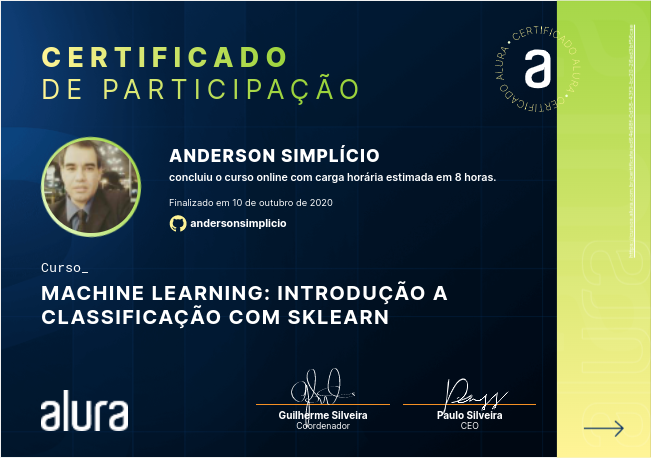 CERTIFICADO
DE PARTICIPAÇÃO
CERTIFICADO ALURA • CERTIFICADO ALURA •
a
ANDERSON SIMPLÍCIO
concluiu o curso online com carga horária estimada em 8 horas.
Finalizado em 10 de outubro de 2020
andersonsimplicio
Curso_
MACHINE LEARNING: INTRODUÇÃO A
CLASSIFICAÇÃO COM SKLEARN
alura
Guilherme Silveira
Coordenador
Paulo Silveira
CEO
alura